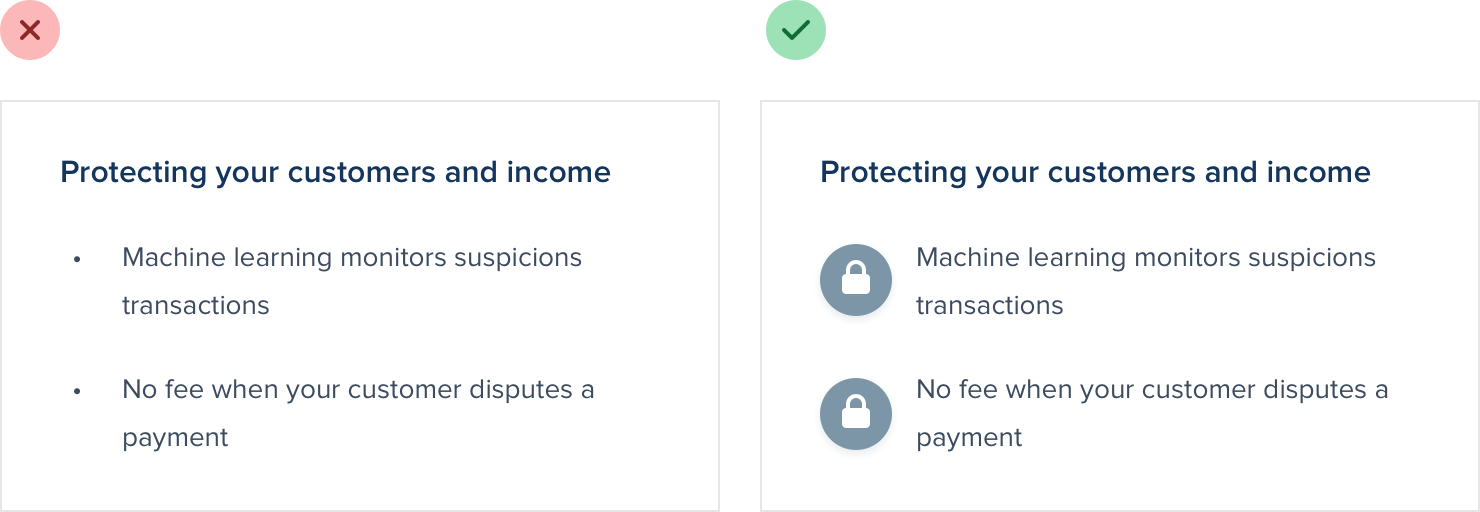 Protecting your customers and income
• Machine learning monitors suspicions
transactions
• No fee when your customer disputes a
payment
Protecting your customers and income
Machine learning monitors suspicions
transactions
No fee when your customer disputes a
payment